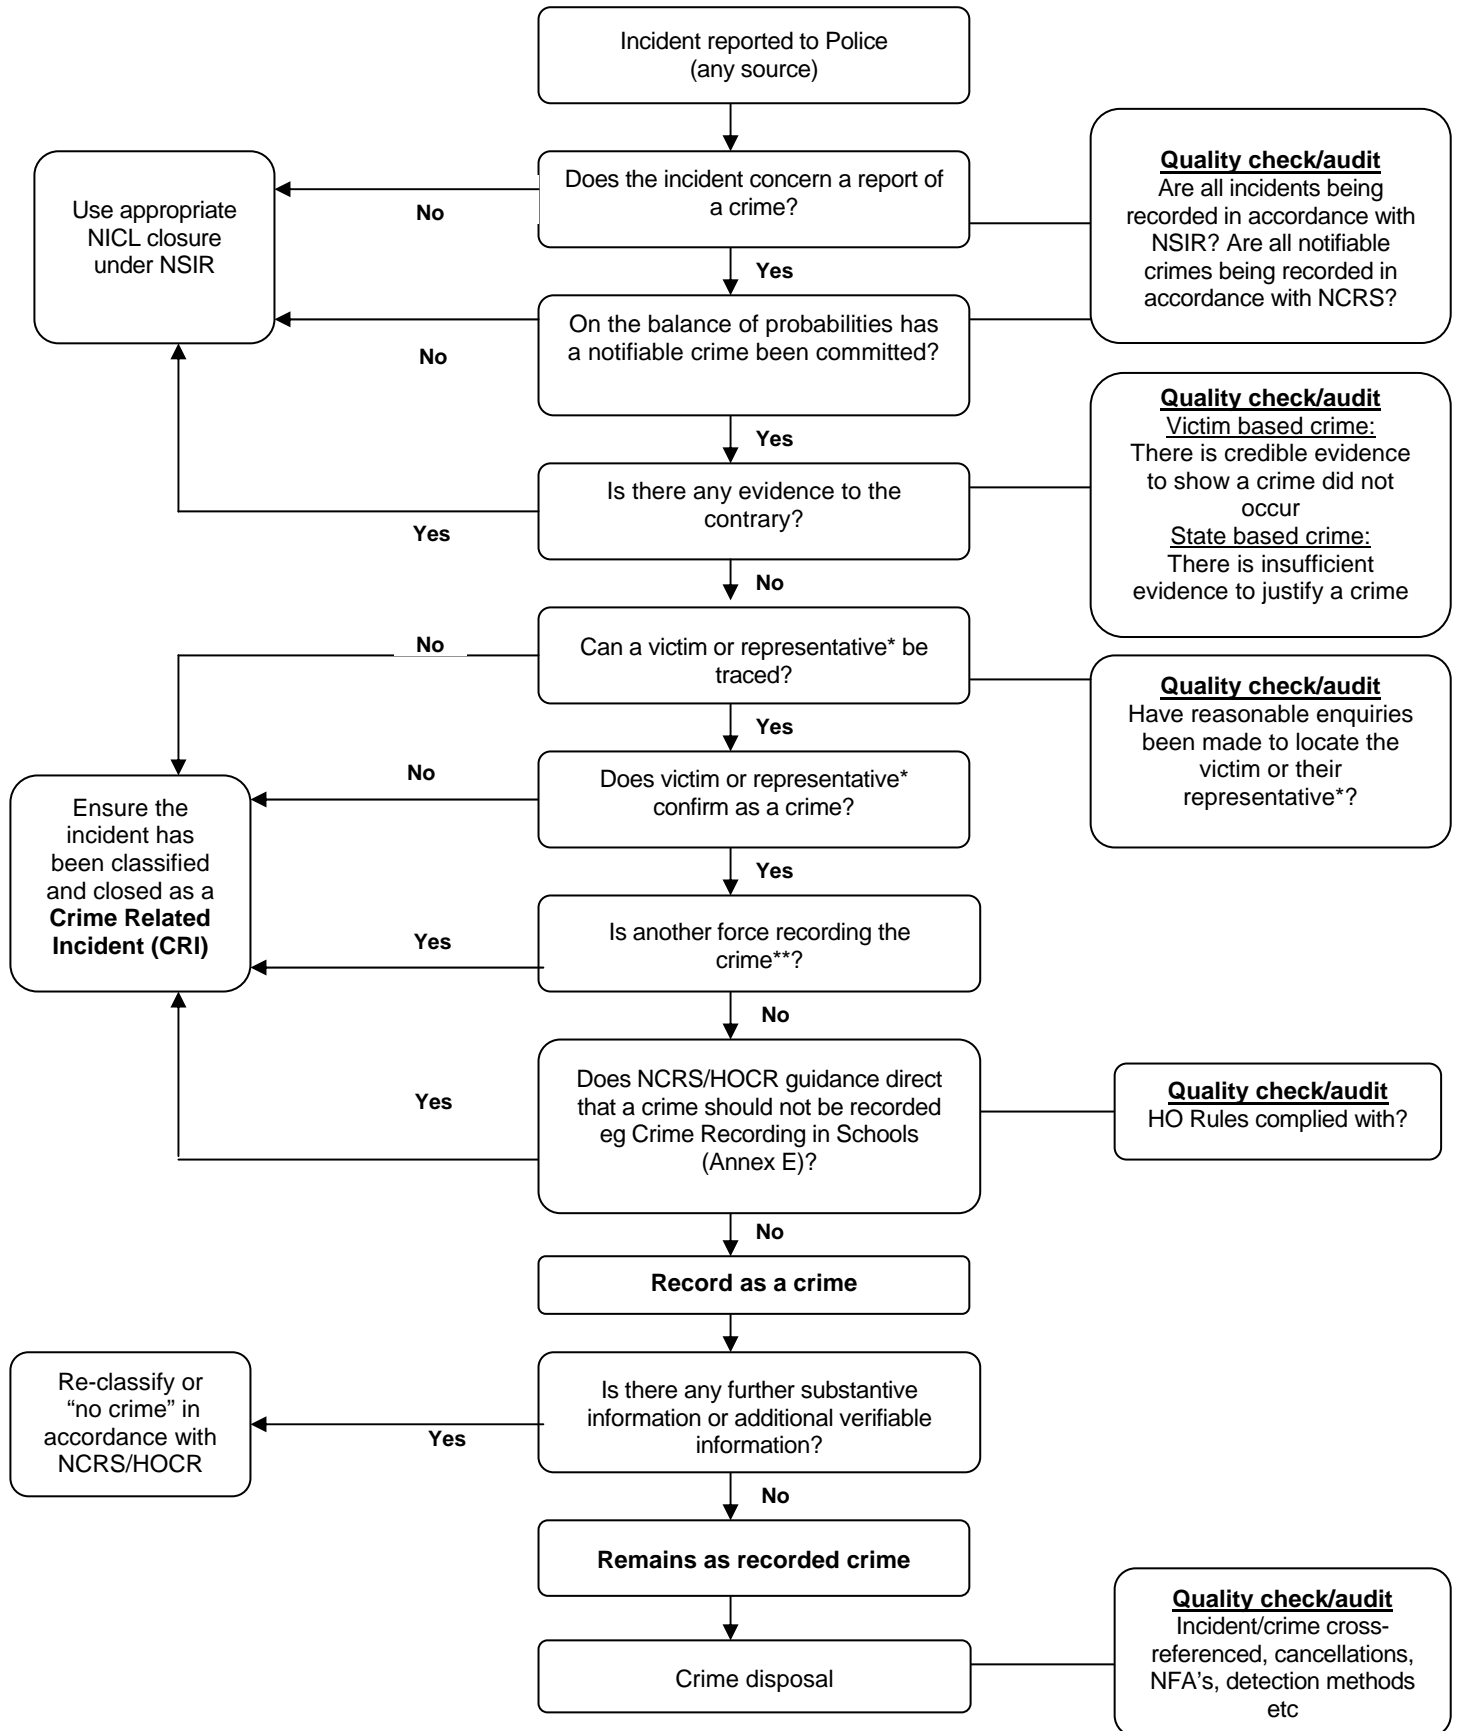 Incident reported to Police
(any source)
Does the incident concern a report of
a crime?
No
Use appropriate
NICL closure
under NSIR
Quality check/audit
Are all incidents being
recorded in accordance with
NSIR? Are all notifiable
crimes being recorded in
accordance with NCRS?
Yes
On the balance of probabilities has
a notifiable crime been committed?
No
Yes
Quality check/audit
Victim based crime:
There is credible evidence
to show a crime did not
occur
State based crime:
There is insufficient
evidence to justify a crime
Is there any evidence to the
contrary?
Yes
No
Can a victim or representative* be
traced?
No
Yes
Quality check/audit
Have reasonable enquiries
been made to locate the
victim or their
representative*?
Does victim or representative*
confirm as a crime?
No
Ensure the
incident has
been classified
and closed as a
Crime Related
Incident (CRI)
Yes
Is another force recording the
crime**?
Yes
No
Does NCRS/HOCR guidance direct
that a crime should not be recorded
eg Crime Recording in Schools
(Annex E)?
Yes
Quality check/audit
HO Rules complied with?
No
Record as a crime
Is there any further substantive
information or additional verifiable
information?
Yes
Re-classify or
“no crime” in
accordance with
NCRS/HOCR
No
Remains as recorded crime
Crime disposal
Quality check/audit
Incident/crime cross-
referenced, cancellations,
NFA’s, detection methods
etc